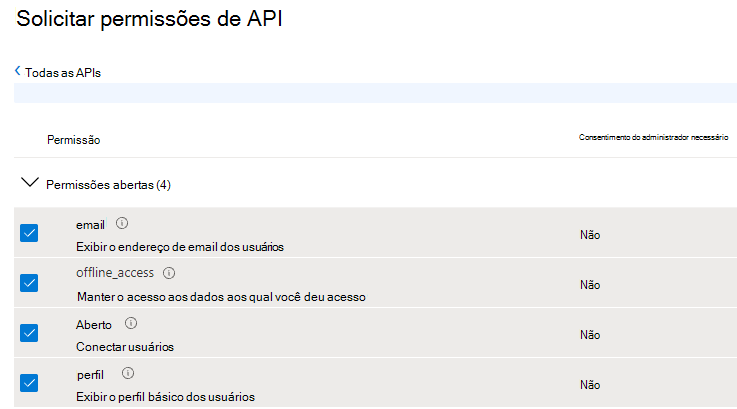 Solicitar permissões de API
Todas as APIs
Permissão
Consentimento do administrador necessário
Permissões abertas (4)
email
Exibir o endereço de email dos usuários
Não
offline_access
Manter o acesso aos dados aos qual você deu acesso
Não
Aberto
Conectar usuários
Não
perfil
Exibir o perfil básico dos usuários
Não